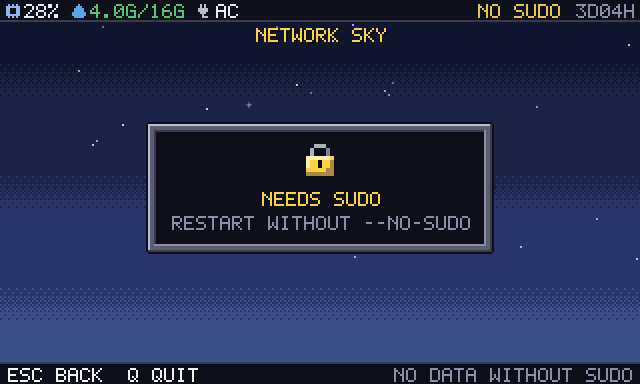 28% 4.0G/16G AC NO SUDO 3D04H
NETWORK SKY
NEEDS SUDO
RESTART WITHOUT --NO-SUDO
ESC BACK Q QUIT NO DATA WITHOUT SUDO